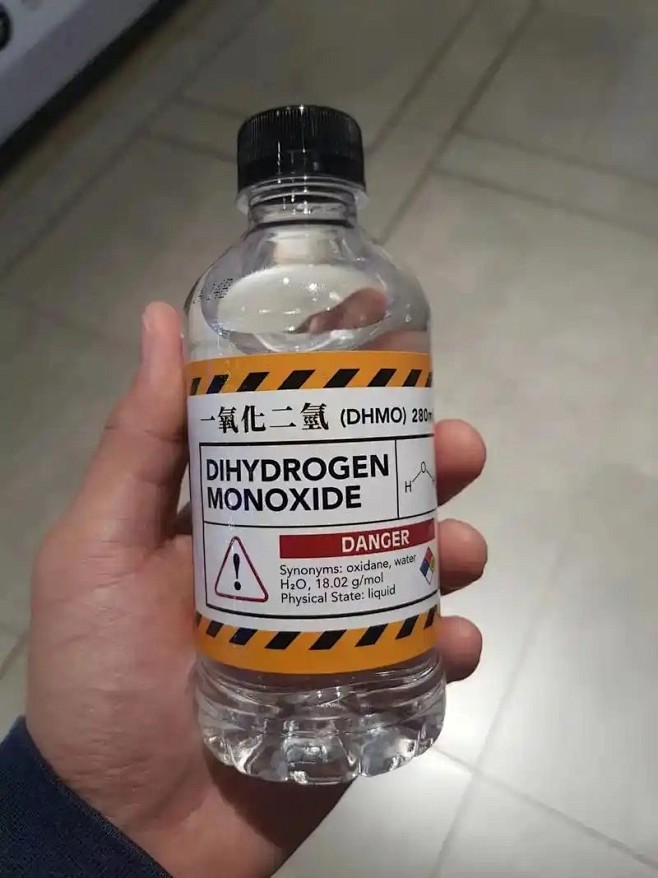 一氧化二氫 (DHMO) 280m
DIHYDROGEN
MONOXIDE
H O
DANGER
Synonyms: oxidane, water
H₂O, 18.02 g/mol
Physical State: liquid